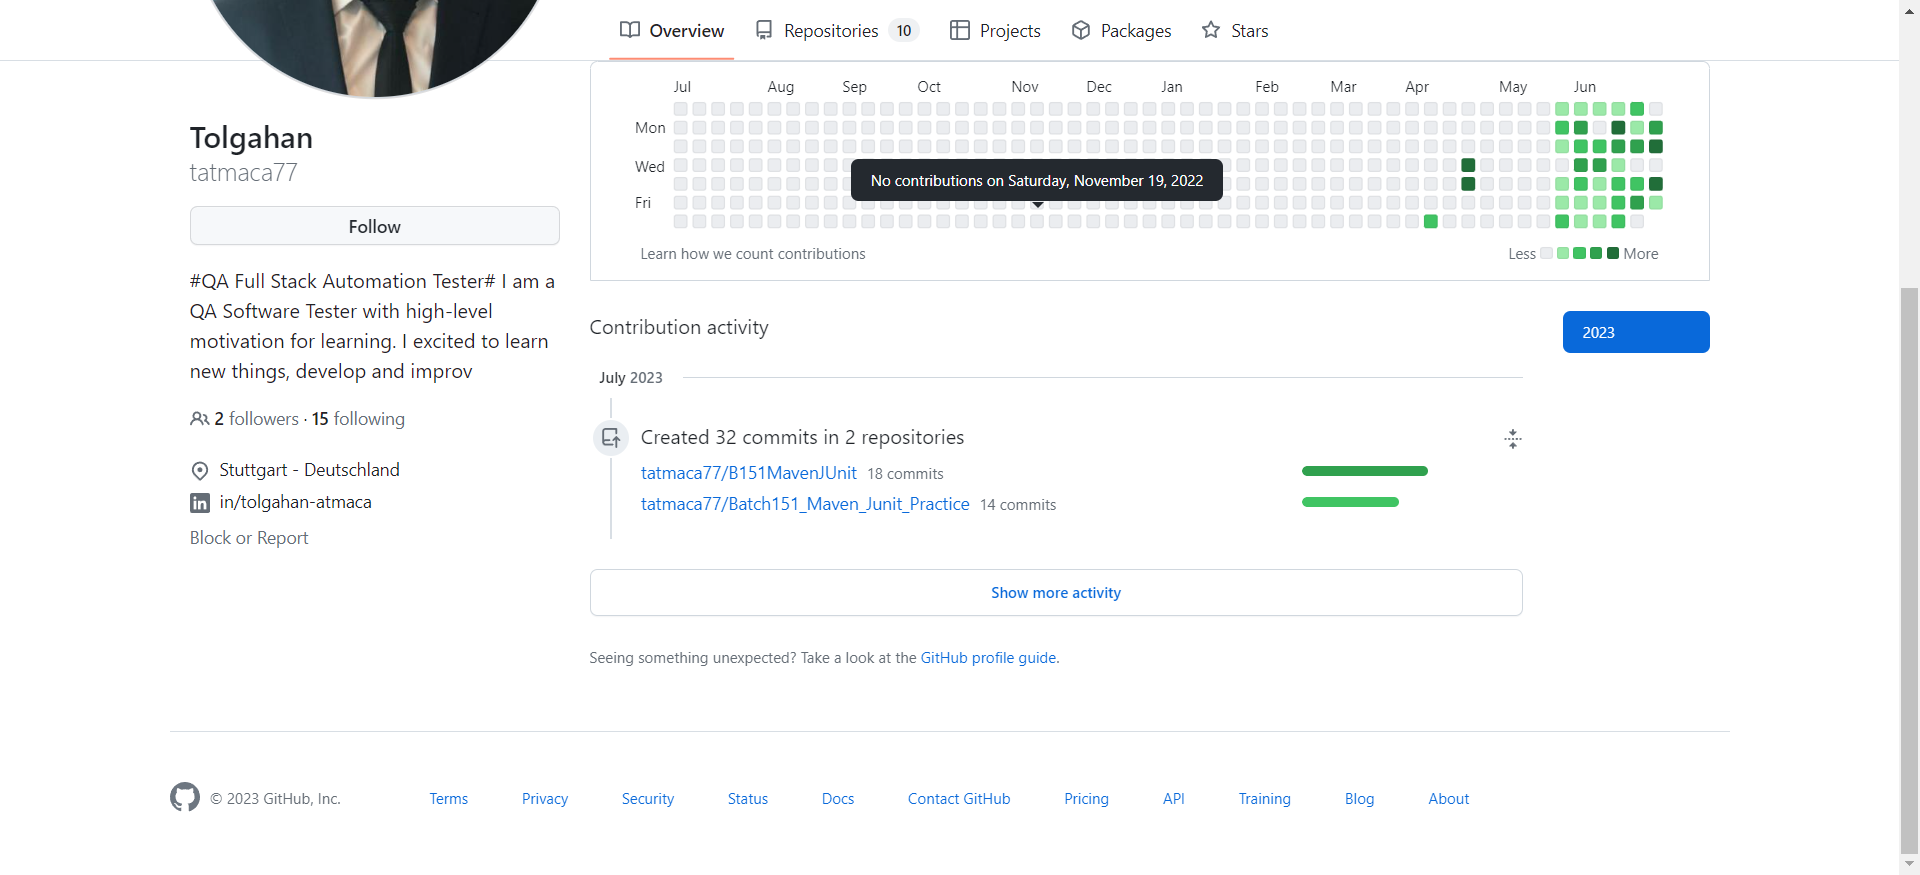 Overview Repositories 10 Projects Packages Stars
Jul Aug Sep Oct Nov Dec Jan Feb Mar Apr May Jun
Mon
Wed
Fri
No contributions on Saturday, November 19, 2022
Learn how we count contributions
Less More
Tolgahan
tatmaca77
Follow
#QA Full Stack Automation Tester# I am a
QA Software Tester with high-level
motivation for learning. I excited to learn
new things, develop and improv
2 followers · 15 following
Stuttgart - Deutschland
in/tolgahan-atmaca
Block or Report
Contribution activity
2023
July 2023
Created 32 commits in 2 repositories
tatmaca77/B151MavenJUnit 18 commits
tatmaca77/Batch151_Maven_Junit_Practice 14 commits
Show more activity
Seeing something unexpected? Take a look at the GitHub profile guide.
© 2023 GitHub, Inc. Terms Privacy Security Status Docs Contact GitHub Pricing API Training Blog About